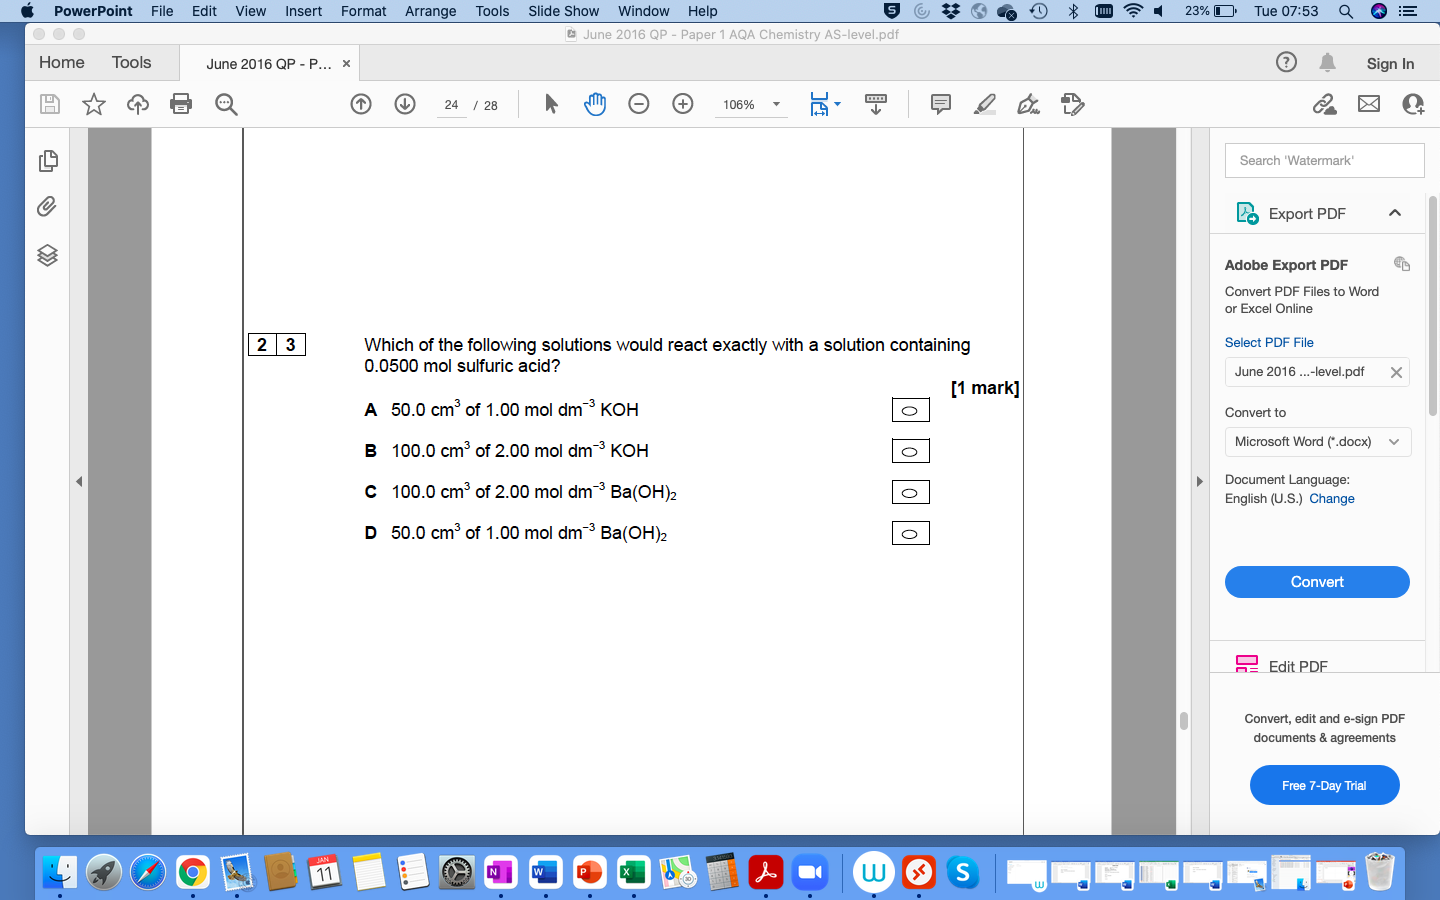 PowerPoint File Edit View Insert Format Arrange Tools Slide Show Window Help S 23% Tue 07:53
June 2016 QP - Paper 1 AQA Chemistry AS-level.pdf
Home Tools June 2016 QP - P... × ? Sign In
24 / 28 106%
Search 'Watermark'
Export PDF
Adobe Export PDF
Convert PDF Files to Word
or Excel Online
Select PDF File
June 2016 ...-level.pdf
Convert to
Microsoft Word (*.docx)
Document Language:
English (U.S.) Change
Convert
Edit PDF
Convert, edit and e-sign PDF
documents & agreements
Free 7-Day Trial
2 3 Which of the following solutions would react exactly with a solution containing
0.0500 mol sulfuric acid?
[1 mark]
A 50.0 cm³ of 1.00 mol dm⁻³ KOH
B 100.0 cm³ of 2.00 mol dm⁻³ KOH
C 100.0 cm³ of 2.00 mol dm⁻³ Ba(OH)₂
D 50.0 cm³ of 1.00 mol dm⁻³ Ba(OH)₂
JAN
11
N W P X W S